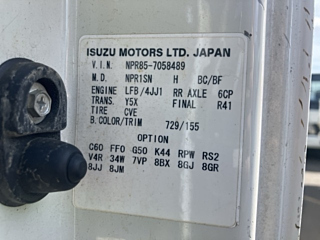 ISUZU MOTORS LTD. JAPAN
V.I.N. NPR85-7058489
M.D. NPR1SN H BC/BF
ENGINE LFB/4JJ1 RR AXLE 6CP
TRANS. Y5X FINAL R41
TIRE CVE
B.COLOR/TRIM 729/155
OPTION
C60 FF0 G50 K44 RPW RS2
V4R 34W 7VP 8BX 8GJ 8GR
8JJ 8JM